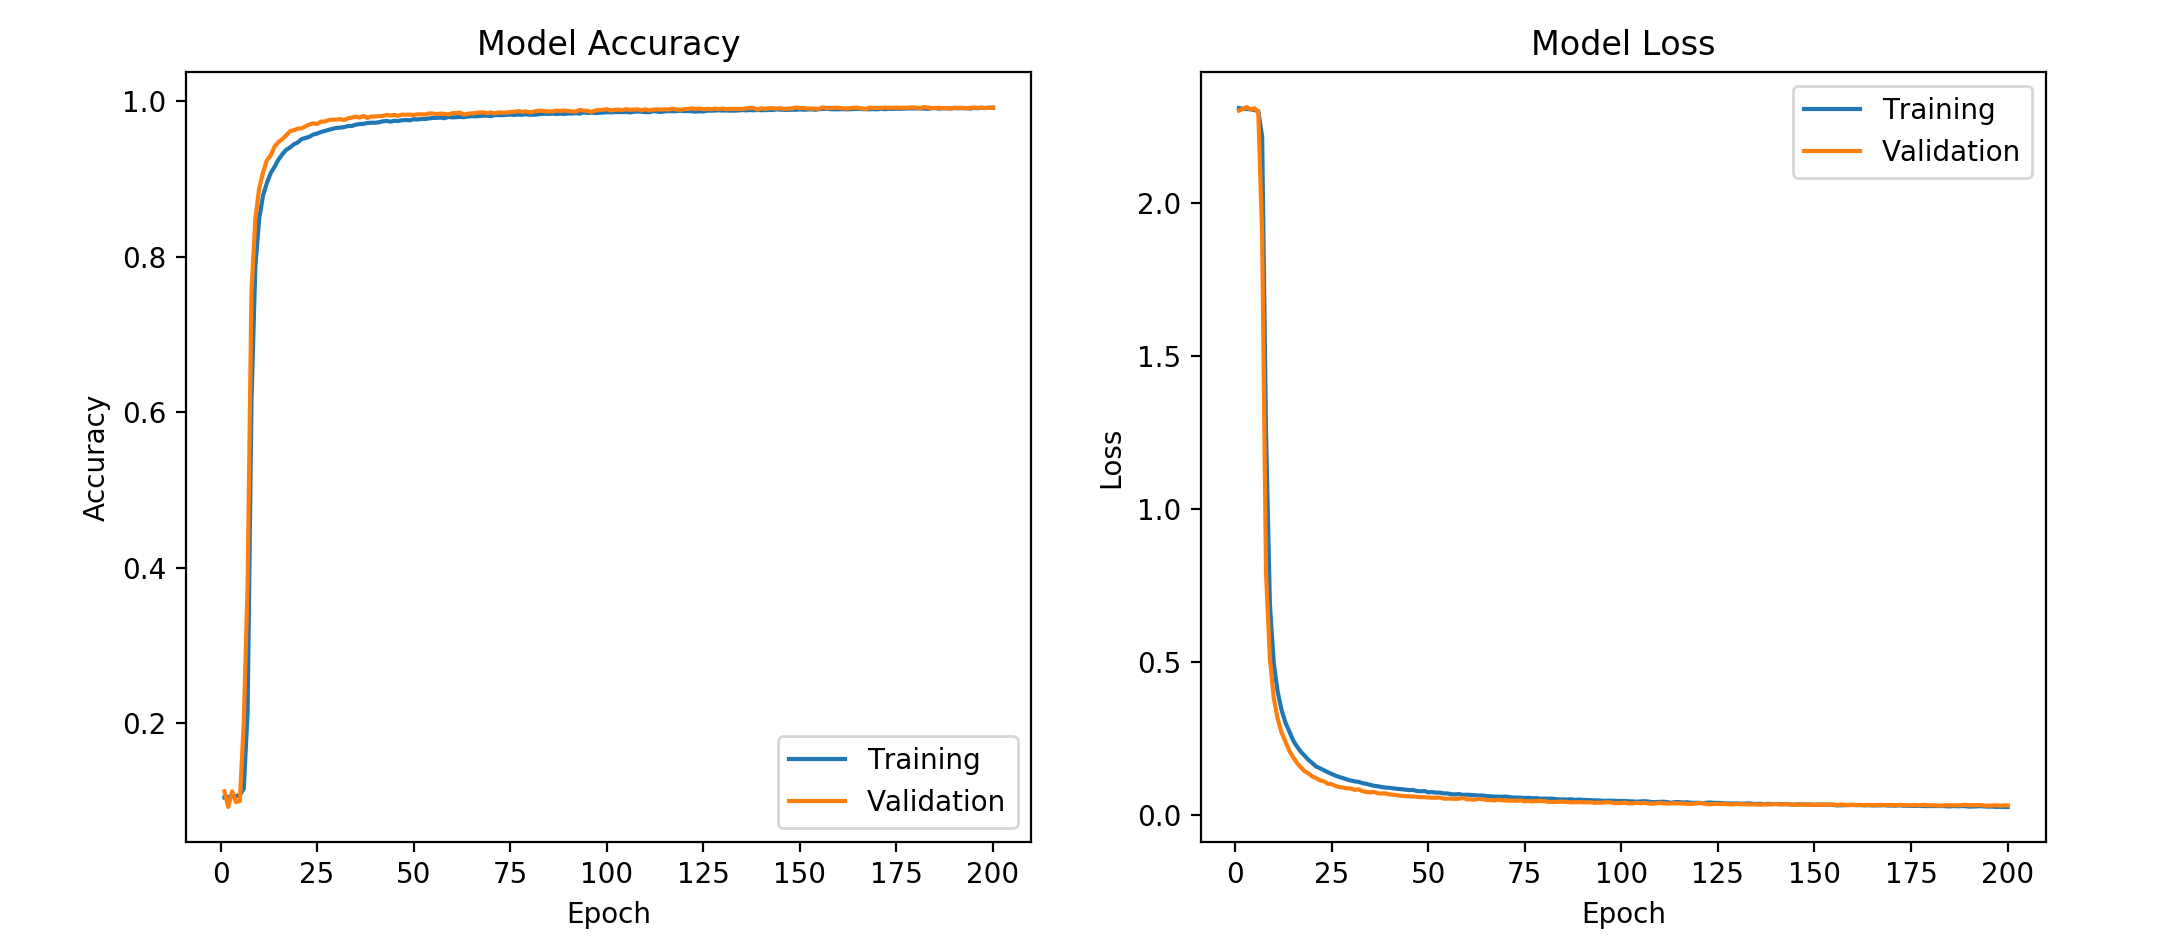 Model Accuracy
1.0
0.8
0.6
0.4
0.2
Accuracy
0 25 50 75 100 125 150 175 200
Epoch
Training
Validation
Model Loss
2.0
1.5
1.0
0.5
0.0
Loss
0 25 50 75 100 125 150 175 200
Epoch
Training
Validation